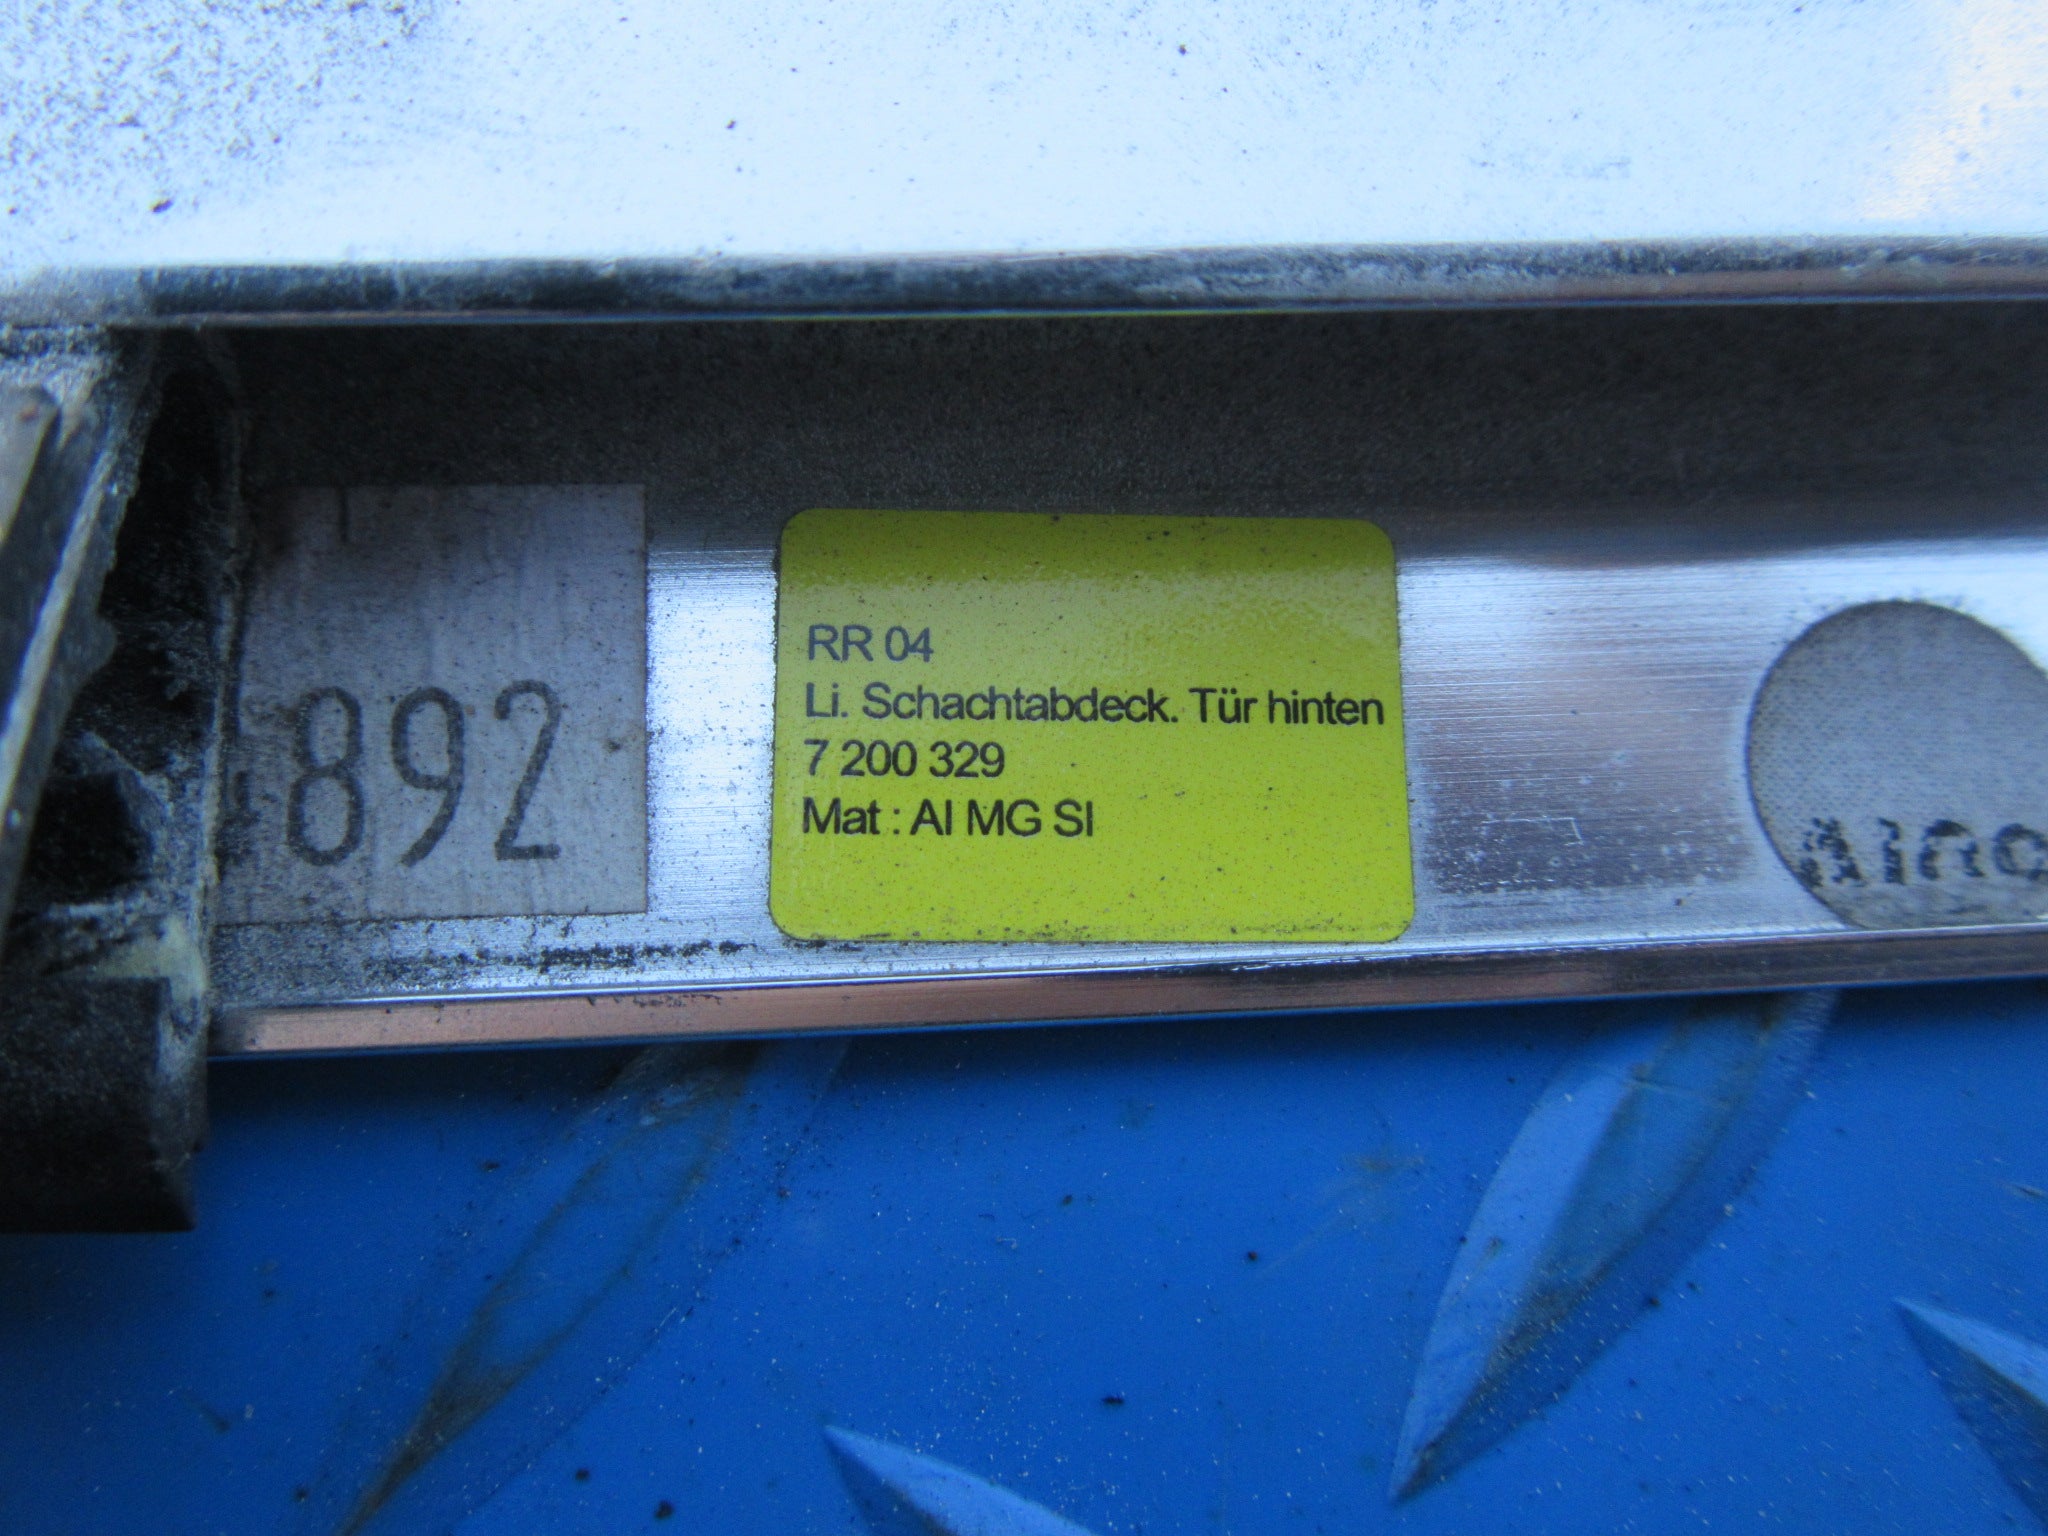 892
RR 04
Li. Schachtabdeck. Tür hinten
7 200 329
Mat : Al MG SI